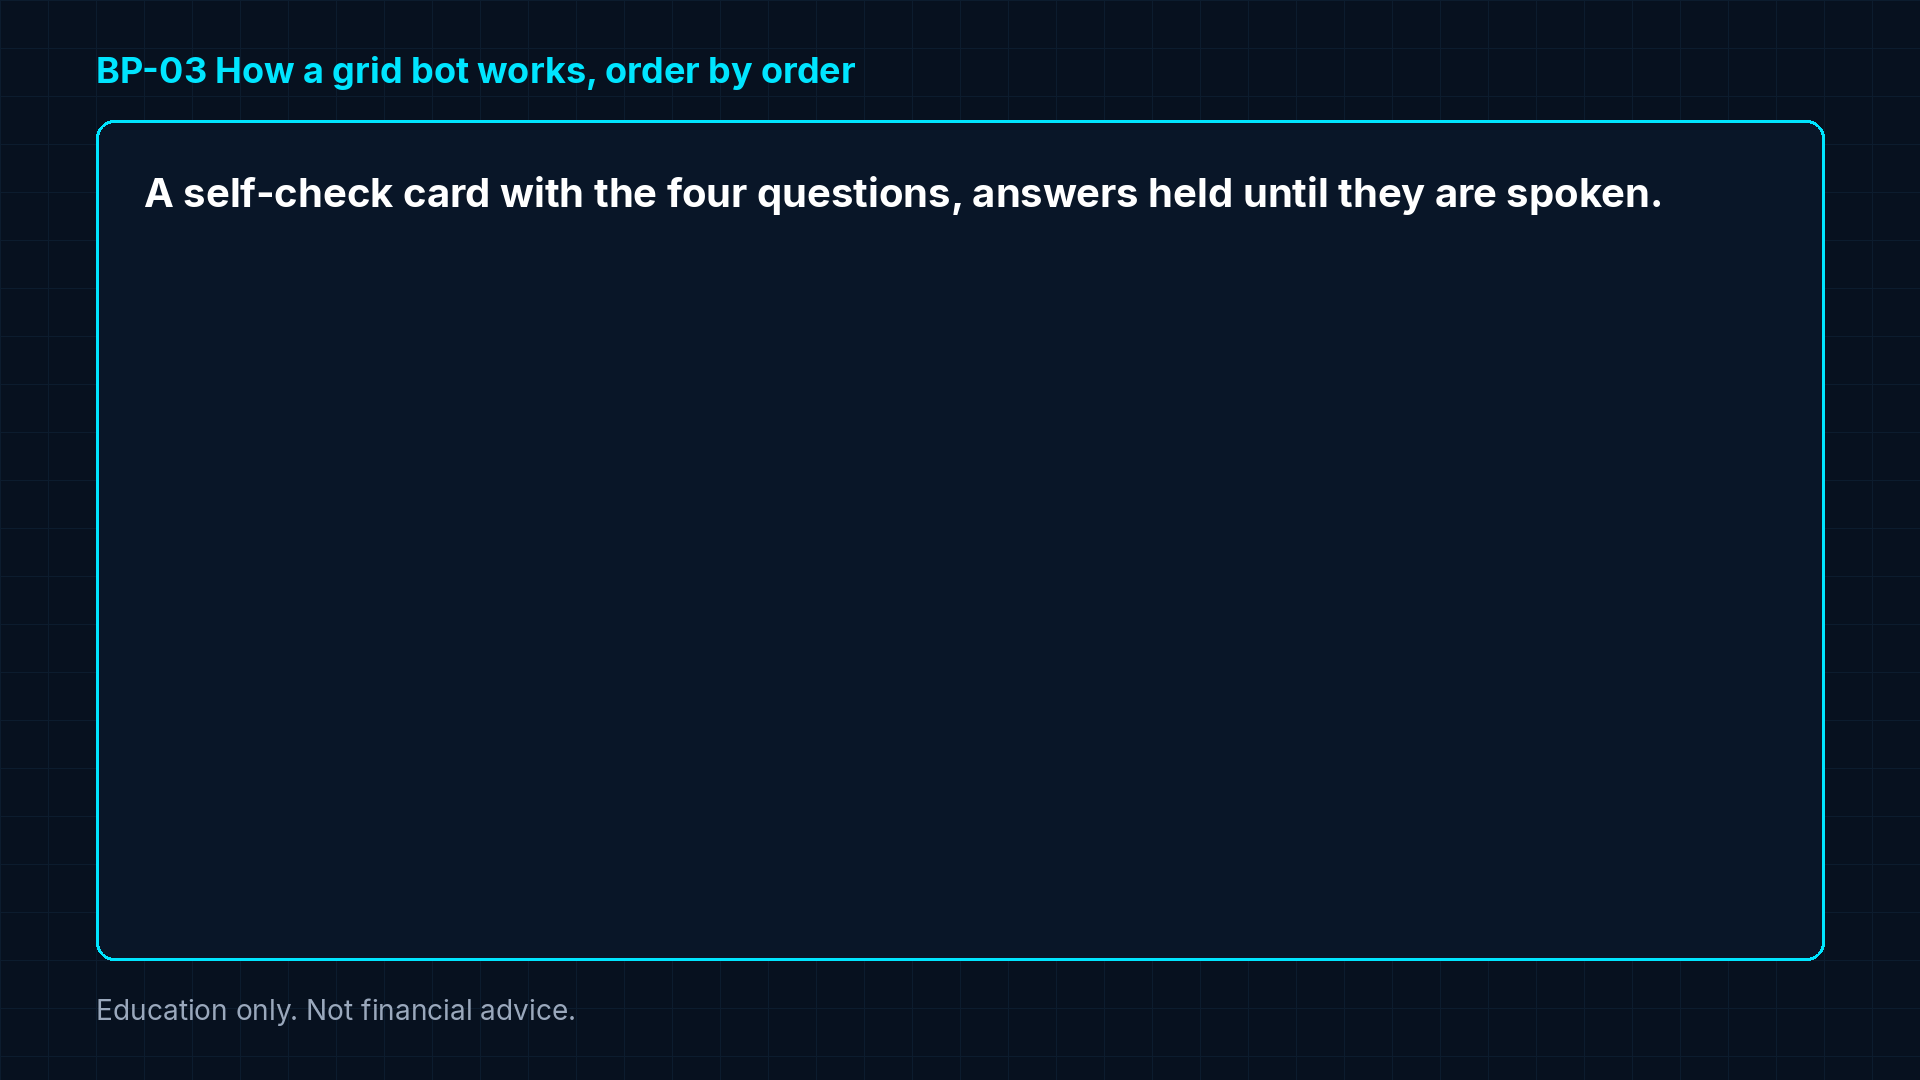 BP-03 How a grid bot works, order by order
A self-check card with the four questions, answers held until they are spoken.
Education only. Not financial advice.